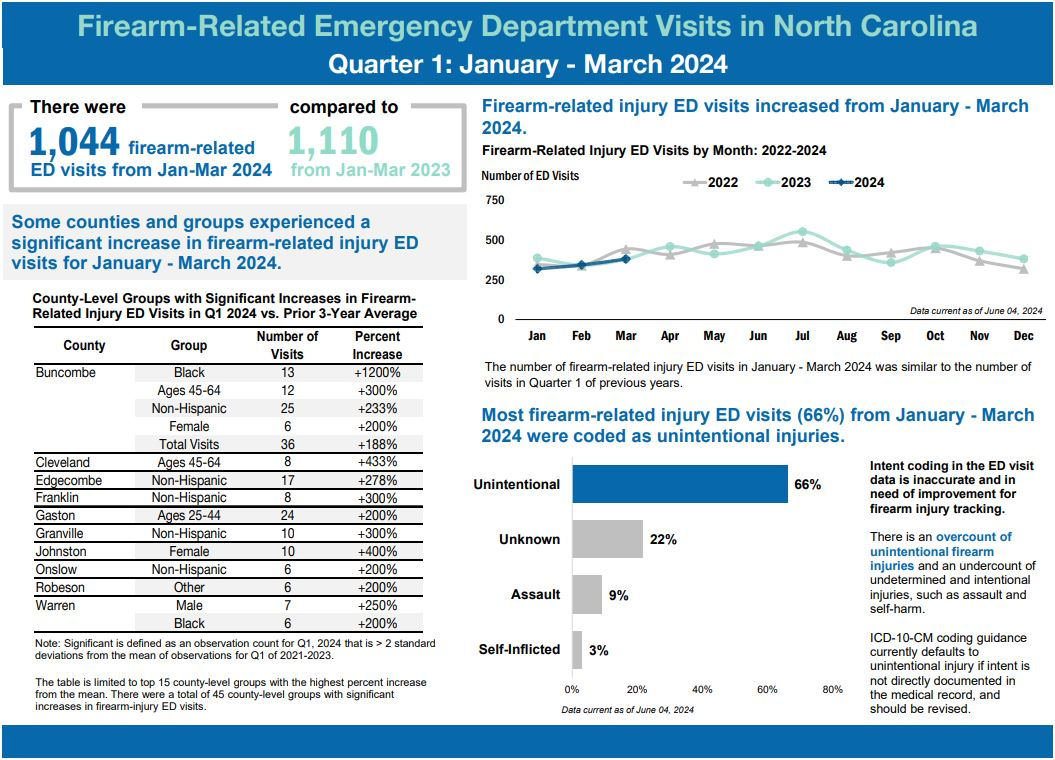 Firearm-Related Emergency Department Visits in North Carolina
Quarter 1: January - March 2024
There were
1,044 firearm-related
ED visits from Jan-Mar 2024
compared to
1,110
from Jan-Mar 2023
Some counties and groups experienced a
significant increase in firearm-related injury ED
visits for January - March 2024.
County-Level Groups with Significant Increases in Firearm-
Related Injury ED Visits in Q1 2024 vs. Prior 3-Year Average
County Group Number of Visits Percent Increase
Buncombe Black 13 +1200%
Ages 45-64 12 +300%
Non-Hispanic 25 +233%
Female 6 +200%
Total Visits 36 +188%
Cleveland Ages 45-64 8 +433%
Edgecombe Non-Hispanic 17 +278%
Franklin Non-Hispanic 8 +300%
Gaston Ages 25-44 24 +200%
Granville Non-Hispanic 10 +300%
Johnston Female 10 +400%
Onslow Non-Hispanic 6 +200%
Robeson Other 6 +200%
Warren Male 7 +250%
Black 6 +200%
Note: Significant is defined as an observation count for Q1, 2024 that is > 2 standard
deviations from the mean of observations for Q1 of 2021-2023.
The table is limited to top 15 county-level groups with the highest percent increase
from the mean. There were a total of 45 county-level groups with significant
increases in firearm-injury ED visits.
Firearm-related injury ED visits increased from January - March
2024.
Firearm-Related Injury ED Visits by Month: 2022-2024
Number of ED Visits
2022 2023 2024
750
500
250
0
Data current as of June 04, 2024
Jan Feb Mar Apr May Jun Jul Aug Sep Oct Nov Dec
The number of firearm-related injury ED visits in January - March 2024 was similar to the number of
visits in Quarter 1 of previous years.
Most firearm-related injury ED visits (66%) from January - March
2024 were coded as unintentional injuries.
Unintentional 66%
Unknown 22%
Assault 9%
Self-Inflicted 3%
0% 20% 40% 60% 80%
Data current as of June 04, 2024
Intent coding in the ED visit
data is inaccurate and in
need of improvement for
firearm injury tracking.
There is an overcount of
unintentional firearm
injuries and an undercount of
undetermined and intentional
injuries, such as assault and
self-harm.
ICD-10-CM coding guidance
currently defaults to
unintentional injury if intent is
not directly documented in
the medical record, and
should be revised.